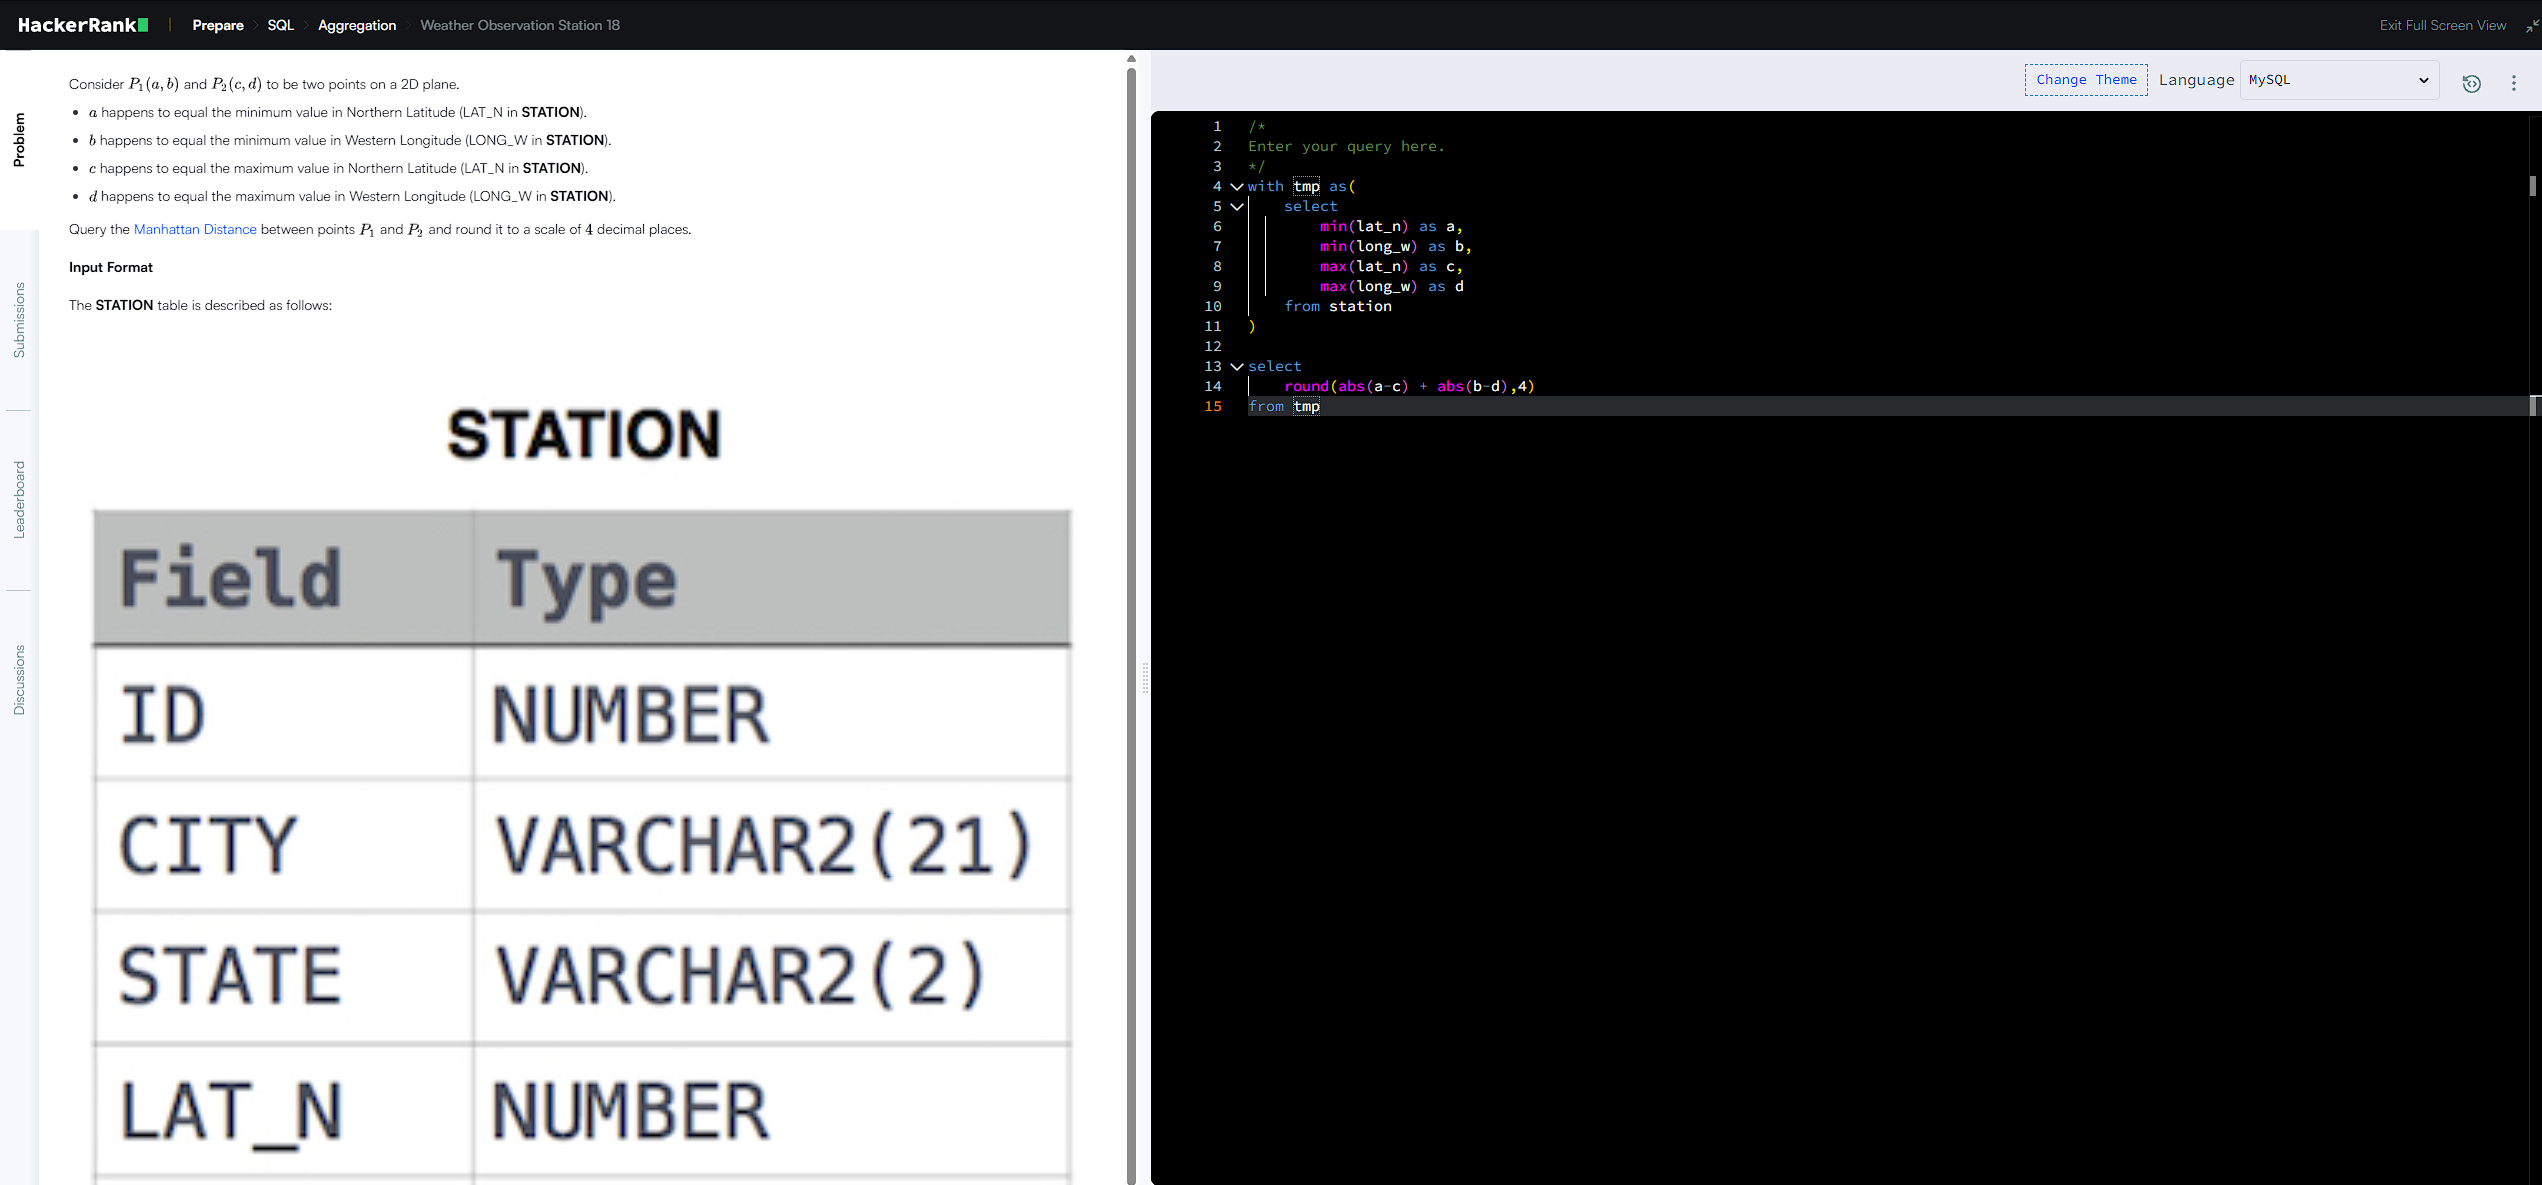 HackerRank | Prepare > SQL > Aggregation > Weather Observation Station 18
Exit Full Screen View
Problem
Submissions
Leaderboard
Discussions
Consider P1(a, b) and P2(c, d) to be two points on a 2D plane.
• a happens to equal the minimum value in Northern Latitude (LAT_N in STATION).
• b happens to equal the minimum value in Western Longitude (LONG_W in STATION).
• c happens to equal the maximum value in Northern Latitude (LAT_N in STATION).
• d happens to equal the maximum value in Western Longitude (LONG_W in STATION).
Query the Manhattan Distance between points P1 and P2 and round it to a scale of 4 decimal places.
Input Format
The STATION table is described as follows:
STATION
Field Type
ID NUMBER
CITY VARCHAR2(21)
STATE VARCHAR2(2)
LAT_N NUMBER
Change Theme Language MySQL
1 /*
2 Enter your query here.
3 */
4 with tmp as(
5 select
6 min(lat_n) as a,
7 min(long_w) as b,
8 max(lat_n) as c,
9 max(long_w) as d
10 from station
11 )
12
13 select
14 round(abs(a-c) + abs(b-d),4)
15 from tmp